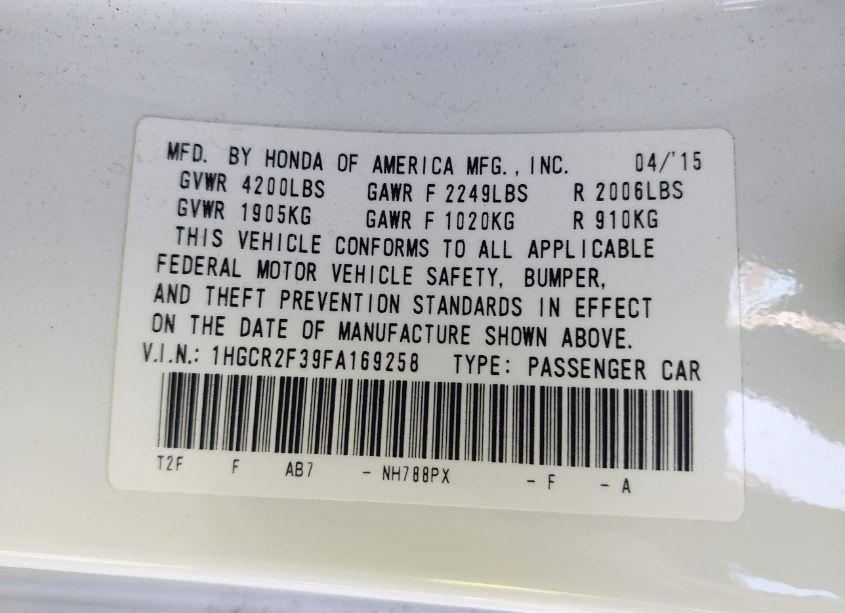 MFD. BY HONDA OF AMERICA MFG., INC. 04/'15
GVWR 4200LBS GAWR F 2249LBS R 2006LBS
GVWR 1905KG GAWR F 1020KG R 910KG
THIS VEHICLE CONFORMS TO ALL APPLICABLE
FEDERAL MOTOR VEHICLE SAFETY, BUMPER,
AND THEFT PREVENTION STANDARDS IN EFFECT
ON THE DATE OF MANUFACTURE SHOWN ABOVE.
V.I.N.: 1HGCR2F39FA169258 TYPE: PASSENGER CAR
T2F F AB7 - NH788PX - F - A